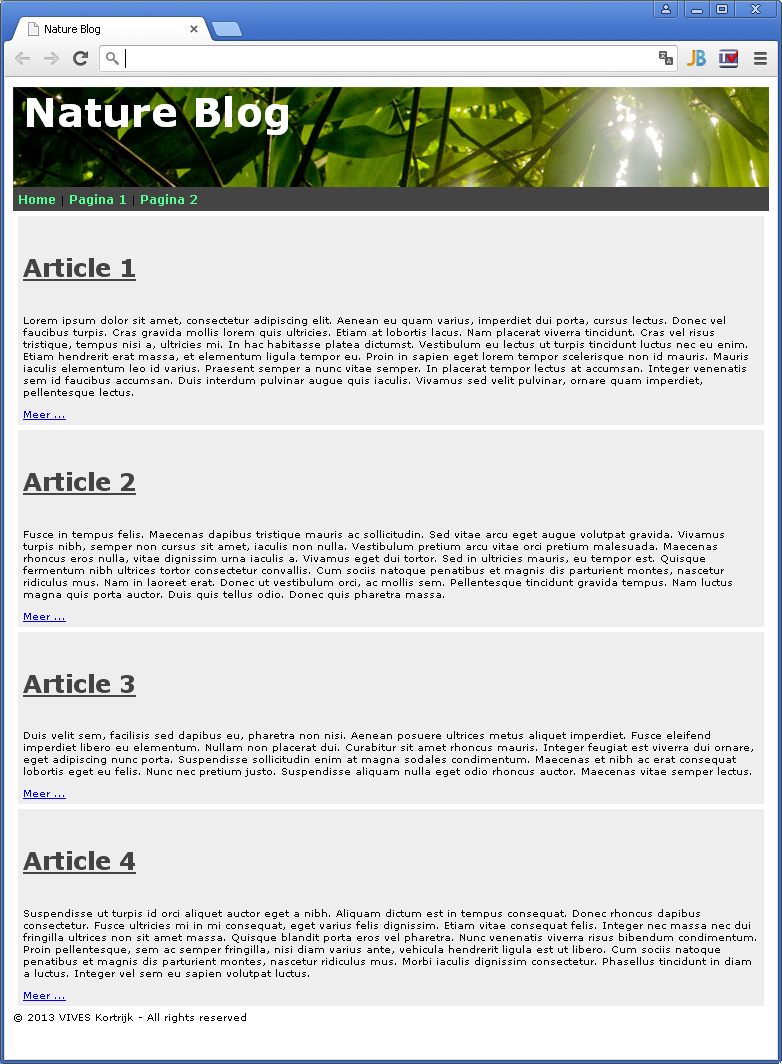 Nature Blog
Nature Blog
Home | Pagina 1 | Pagina 2
Article 1
Lorem ipsum dolor sit amet, consectetur adipiscing elit. Aenean eu quam varius, imperdiet dui porta, cursus lectus. Donec vel
faucibus turpis. Cras gravida mollis lorem quis ultricies. Etiam at lobortis lacus. Nam placerat viverra tincidunt. Cras vel risus
tristique, tempus nisi a, ultricies mi. In hac habitasse platea dictumst. Vestibulum eu lectus ut turpis tincidunt luctus nec eu enim.
Etiam hendrerit erat massa, et elementum ligula tempor eu. Proin in sapien eget lorem tempor scelerisque non id mauris. Mauris
iaculis elementum leo id varius. Praesent semper a nunc vitae semper. In placerat tempor lectus at accumsan. Integer venenatis
sem id faucibus accumsan. Duis interdum pulvinar augue quis iaculis. Vivamus sed velit pulvinar, ornare quam imperdiet,
pellentesque lectus.
Meer ...
Article 2
Fusce in tempus felis. Maecenas dapibus tristique mauris ac sollicitudin. Sed vitae arcu eget augue volutpat gravida. Vivamus
turpis nibh, semper non cursus sit amet, iaculis non nulla. Vestibulum pretium arcu vitae orci pretium malesuada. Maecenas
rhoncus eros nulla, vitae dignissim urna iaculis a. Vivamus eget dui tortor. Sed in ultricies mauris, eu tempor est. Quisque
fermentum nibh ultrices tortor consectetur convallis. Cum sociis natoque penatibus et magnis dis parturient montes, nascetur
ridiculus mus. Nam in laoreet erat. Donec ut vestibulum orci, ac mollis sem. Pellentesque tincidunt gravida tempus. Nam luctus
magna quis porta auctor. Duis quis tellus odio. Donec quis pharetra massa.
Meer ...
Article 3
Duis velit sem, facilisis sed dapibus eu, pharetra non nisi. Aenean posuere ultrices metus aliquet imperdiet. Fusce eleifend
imperdiet libero eu elementum. Nullam non placerat dui. Curabitur sit amet rhoncus mauris. Integer feugiat est viverra dui ornare,
eget adipiscing nunc porta. Suspendisse sollicitudin enim at magna sodales condimentum. Maecenas et nibh ac erat consequat
lobortis eget eu felis. Nunc nec pretium justo. Suspendisse aliquam nulla eget odio rhoncus auctor. Maecenas vitae semper lectus.
Meer ...
Article 4
Suspendisse ut turpis id orci aliquet auctor eget a nibh. Aliquam dictum est in tempus consequat. Donec rhoncus dapibus
consectetur. Fusce ultricies mi in mi consequat, eget varius felis dignissim. Etiam vitae consequat felis. Integer nec massa nec dui
fringilla ultrices non sit amet massa. Quisque blandit porta eros vel pharetra. Nunc venenatis viverra risus bibendum condimentum.
Proin pellentesque, sem ac semper fringilla, nisi diam varius ante, vehicula hendrerit ligula est ut libero. Cum sociis natoque
penatibus et magnis dis parturient montes, nascetur ridiculus mus. Morbi iaculis dignissim consectetur. Phasellus tincidunt in diam
a luctus. Integer vel sem eu sapien volutpat luctus.
Meer ...
© 2013 VIVES Kortrijk - All rights reserved